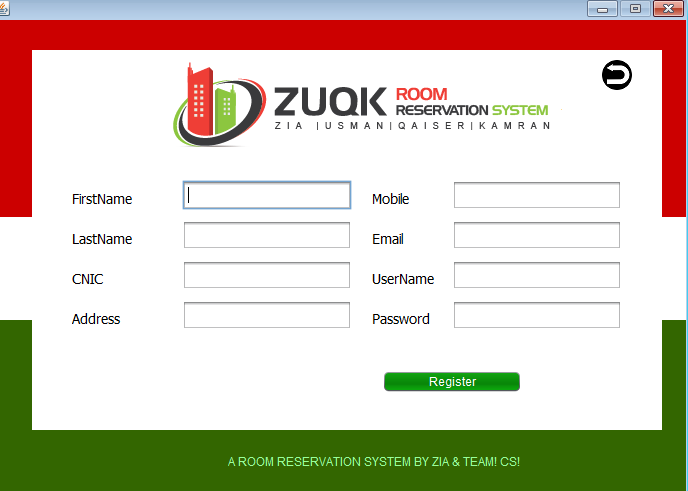 ZUQK ROOM
RESERVATION SYSTEM
ZIA |USMAN|QAISER|KAMRAN
FirstName
Mobile
LastName
Email
CNIC
UserName
Address
Password
Register
A ROOM RESERVATION SYSTEM BY ZIA & TEAM! CS!